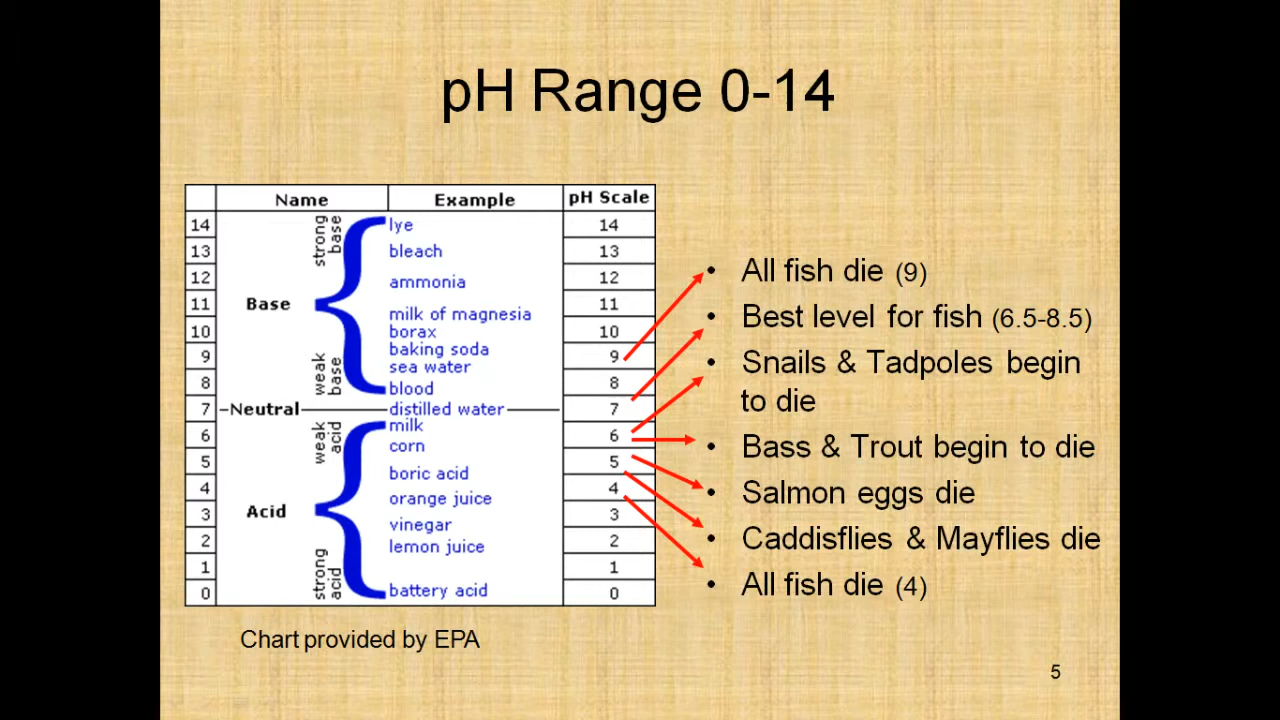 pH Range 0-14
Name Example pH Scale
14 strong base lye 14
13 bleach 13
12 ammonia 12
11 Base milk of magnesia 11
10 borax 10
9 weak base baking soda 9
sea water
8 blood 8
7 Neutral distilled water 7
6 weak acid milk 6
corn
5 boric acid 5
4 orange juice 4
3 Acid vinegar 3
2 lemon juice 2
1 strong acid 1
0 battery acid 0
Chart provided by EPA
• All fish die (9)
• Best level for fish (6.5-8.5)
• Snails & Tadpoles begin
to die
• Bass & Trout begin to die
• Salmon eggs die
• Caddisflies & Mayflies die
• All fish die (4)
5